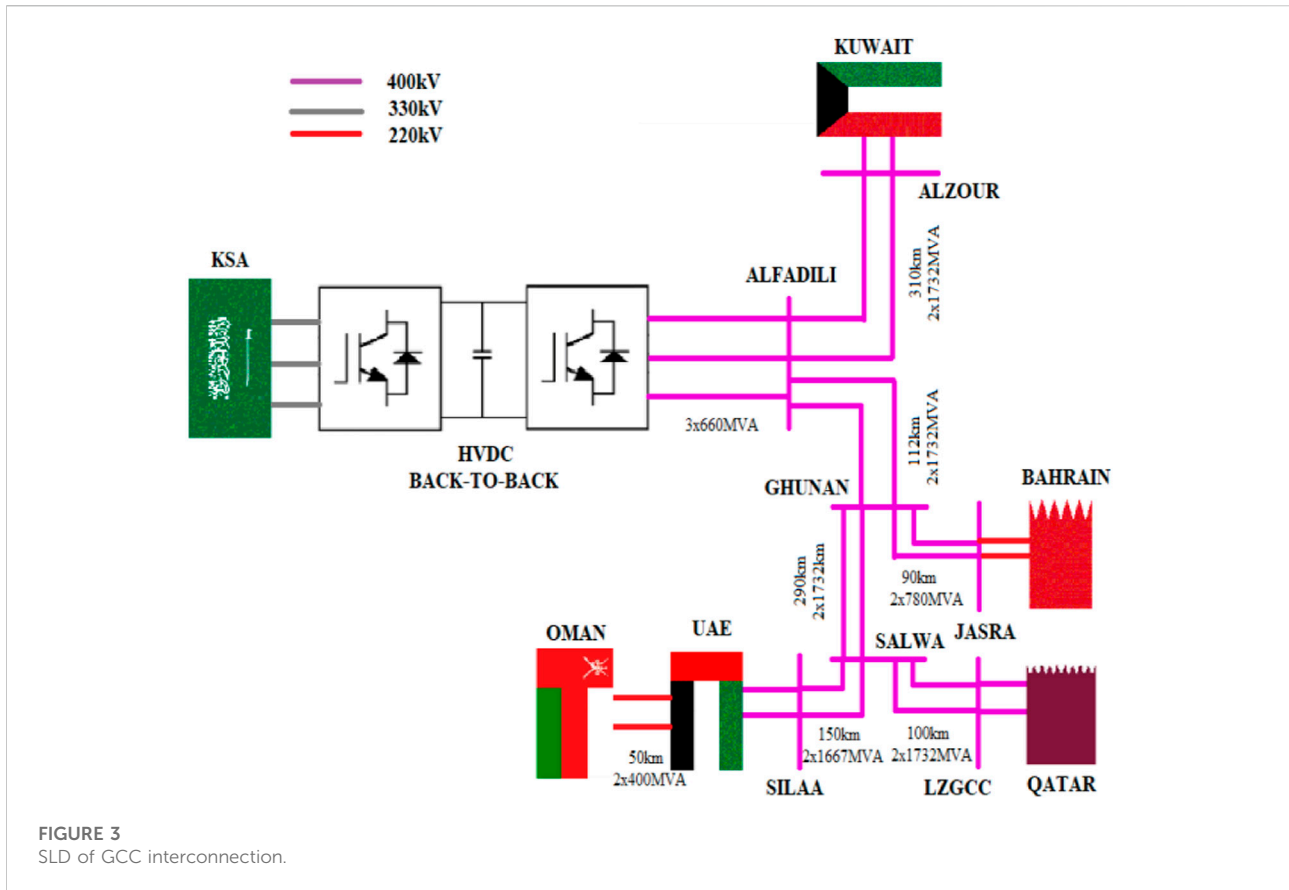 400kV
330kV
220kV
KUWAIT
ALZOUR
310km
2x1732MVA
KSA
ALFADILI
3x660MVA
HVDC
BACK-TO-BACK
112km
2x1732MVA
GHUNAN
BAHRAIN
290km
2x1732km
90km
2x780MVA
JASRA
OMAN
UAE
SALWA
50km
2x400MVA
150km
2x1667MVA
100km
2x1732MVA
SILAA
LZGCC
QATAR
FIGURE 3
SLD of GCC interconnection.